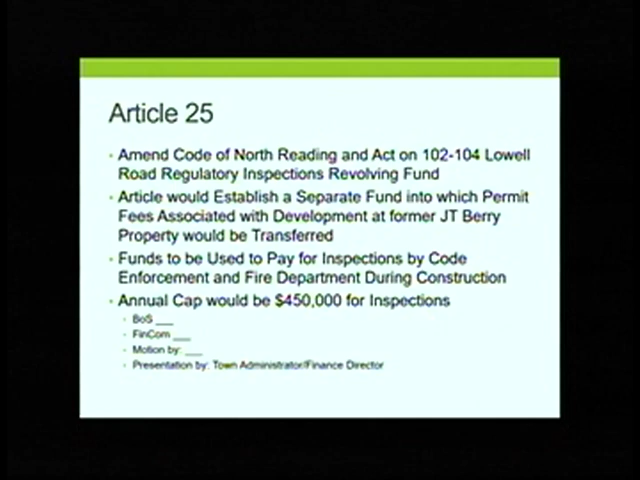 Article 25
Amend Code of North Reading and Act on 102-104 Lowell
Road Regulatory Inspections Revolving Fund
Article would Establish a Separate Fund into which Permit
Fees Associated with Development at former JT Berry
Property would be Transferred
Funds to be Used to Pay for Inspections by Code
Enforcement and Fire Department During Construction
Annual Cap would be $450,000 for Inspections
BoS ___
FinCom ___
Motion by: ___
Presentation by: Town Administrator/Finance Director